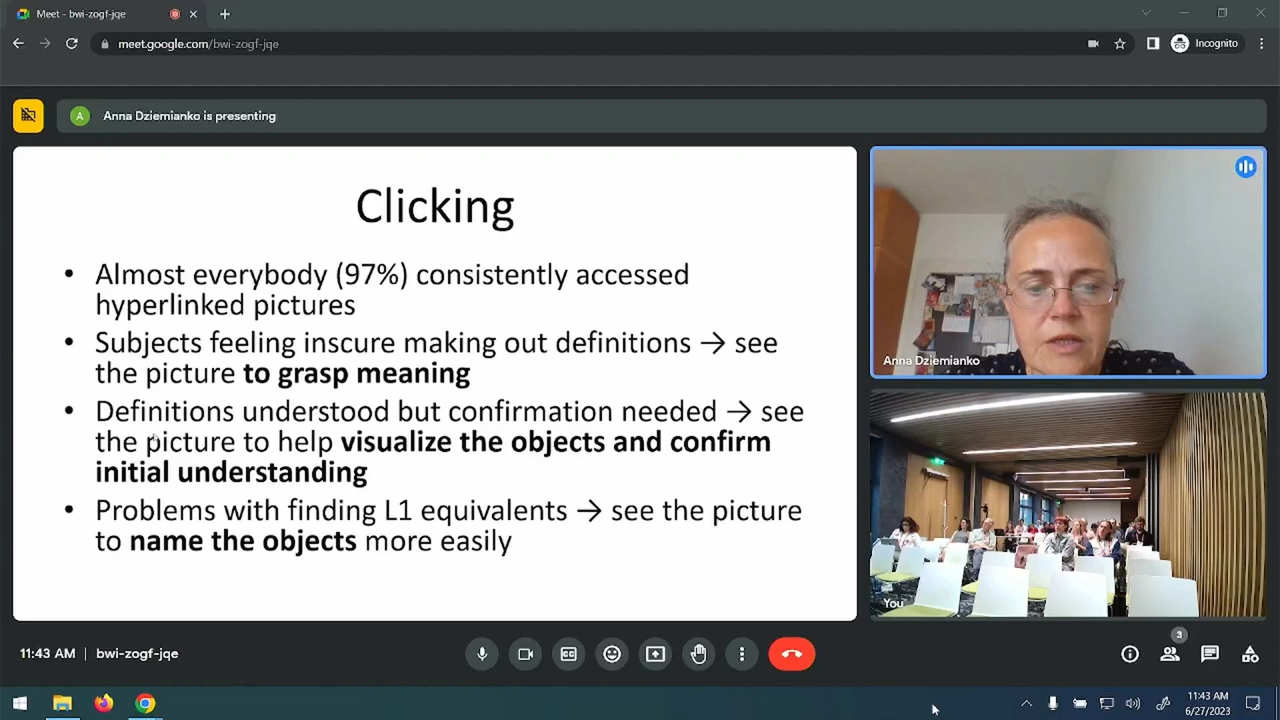 Meet - bwi-zogf-jqe
meet.google.com/bwi-zogf-jqe
Incognito
A
Anna Dziemianko is presenting
Clicking
• Almost everybody (97%) consistently accessed
hyperlinked pictures
• Subjects feeling inscure making out definitions → see
the picture to grasp meaning
• Definitions understood but confirmation needed → see
the picture to help visualize the objects and confirm
initial understanding
• Problems with finding L1 equivalents → see the picture
to name the objects more easily
Anna Dziemianko
You
11:43 AM | bwi-zogf-jqe
3
11:43 AM
6/27/2023